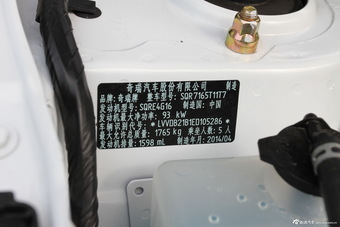 奇瑞汽车股份有限公司 制造
品牌：奇瑞牌 整车型号：SQR7165T11T7
发动机型号：SQRE4G16 制造国：中国
发动机最大净功率：93 kW
车辆识别代号：* LVVDB21B1ED105286 *
最大允许总质量：1765 kg 乘坐人数：5 人
发动机排量：1598 mL 制造年月：2014/04